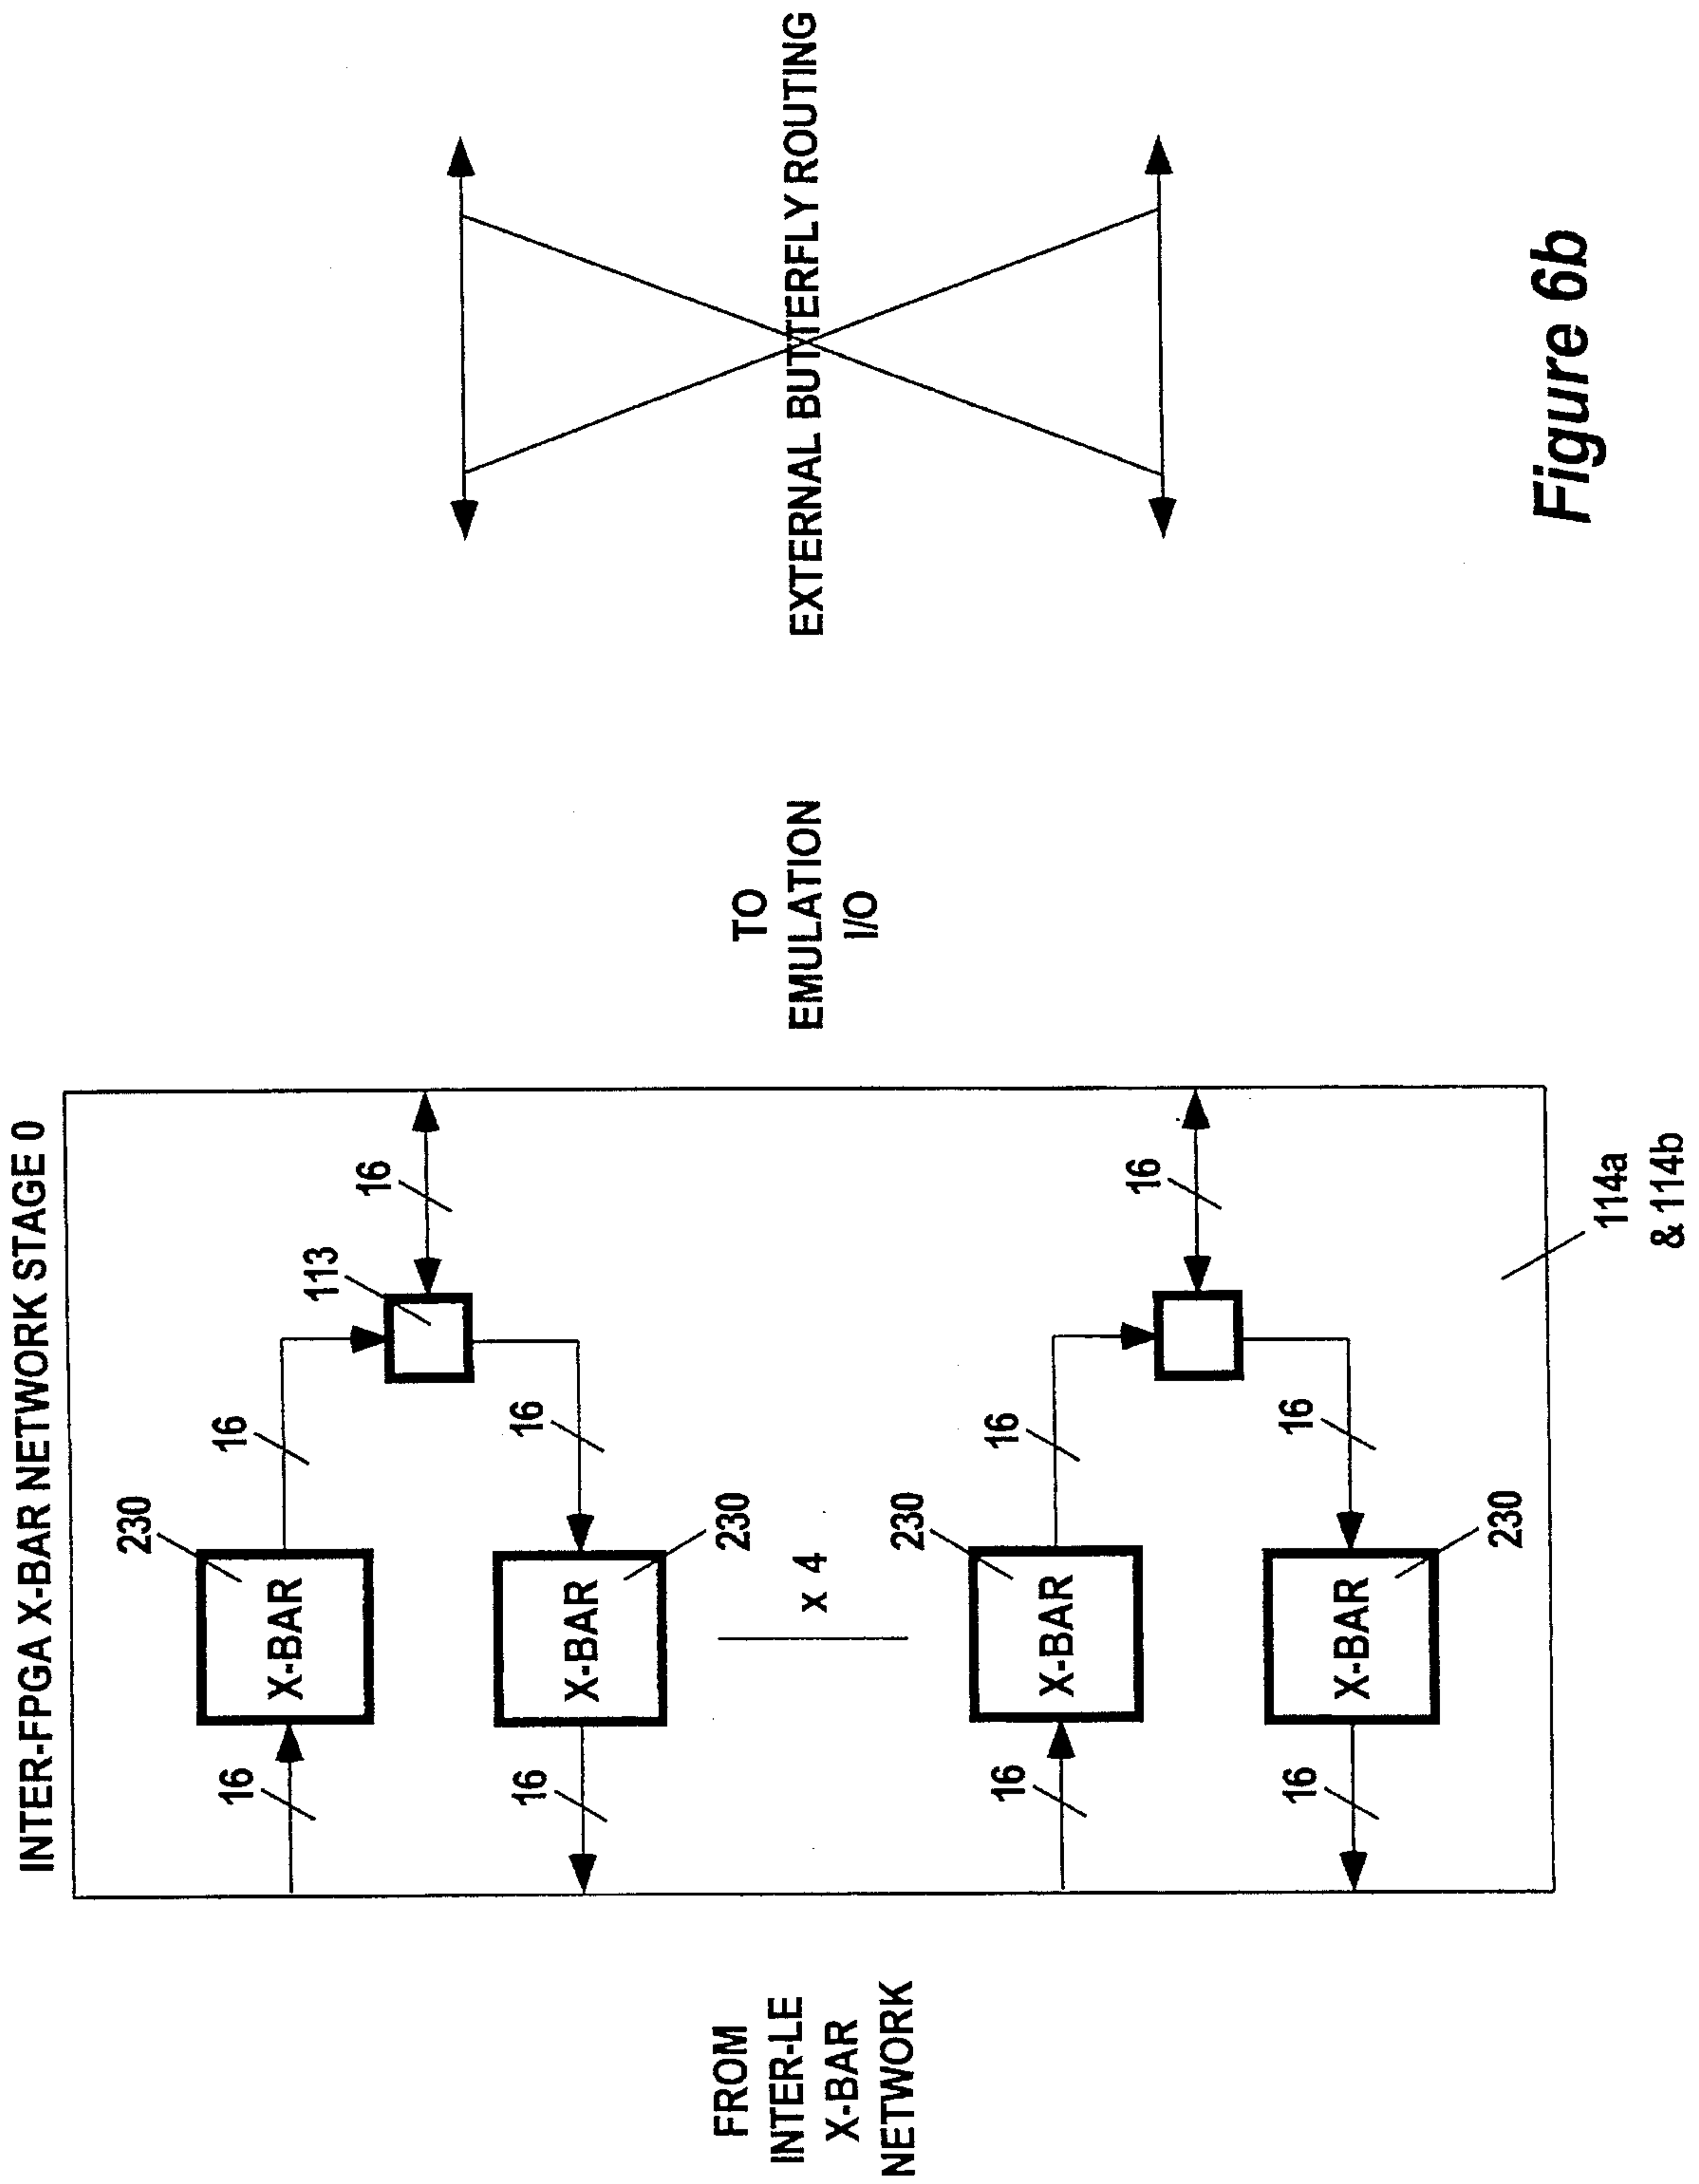 INTER-FPGA X-BAR NETWORK STAGE 0
FROM
INTER-LE
X-BAR
NETWORK
16
230
X-BAR
16
113
16
16
X-BAR
16
230
x 4
16
230
X-BAR
16
16
16
X-BAR
16
230
114a
& 114b
TO
EMULATION
I/O
EXTERNAL BUTTERFLY ROUTING
Figure 6b